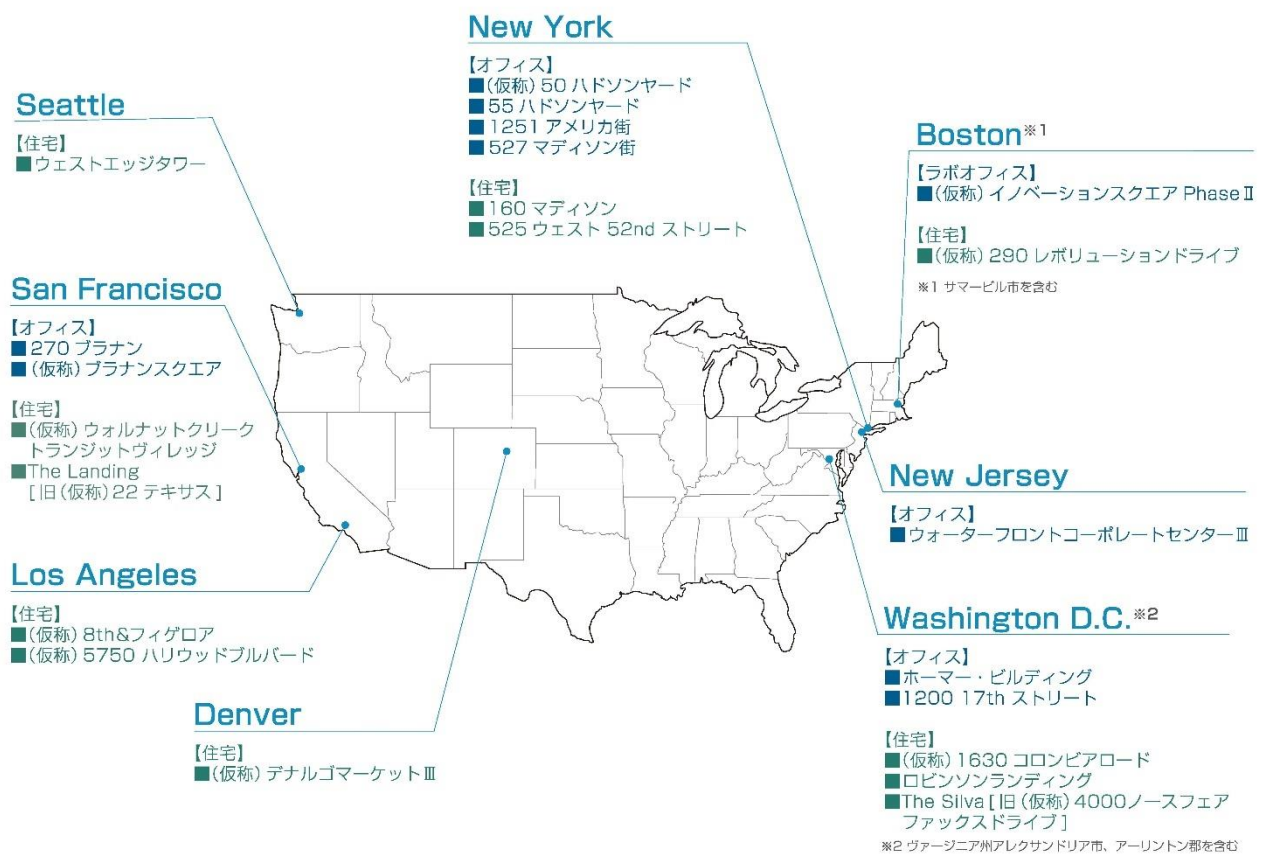 New York
【オフィス】
■(仮称) 50 ハドソンヤード
■55 ハドソンヤード
■1251 アメリカ街
■527 マディソン街
【住宅】
■160 マディソン
■525 ウェスト 52nd ストリート
Seattle
【住宅】
■ウェストエッジタワー
Boston※1
【ラボオフィス】
■(仮称) イノベーションスクエア PhaseⅡ
【住宅】
■(仮称) 290 レボリューションドライブ
※1 サマービル市を含む
San Francisco
【オフィス】
■ 270 ブラナン
■ (仮称) ブラナンスクエア
【住宅】
■(仮称) ウォルナットクリーク
トランジットヴィレッジ
■The Landing
[ 旧 (仮称) 22 テキサス ]
New Jersey
【オフィス】
■ウォーターフロントコーポレートセンターⅢ
Los Angeles
【住宅】
■(仮称) 8th&フィゲロア
■(仮称) 5750 ハリウッドブルバード
Washington D.C.※2
【オフィス】
■ホーマー・ビルディング
■1200 17th ストリート
【住宅】
■(仮称) 1630 コロンビアロード
■ロビンソンランディング
■The Silva [ 旧 (仮称) 4000ノースフェア
ファックスドライブ ]
※2 ヴァージニア州アレクサンドリア市、アーリントン郡を含む
Denver
【住宅】
■(仮称) デナルゴマーケットⅢ